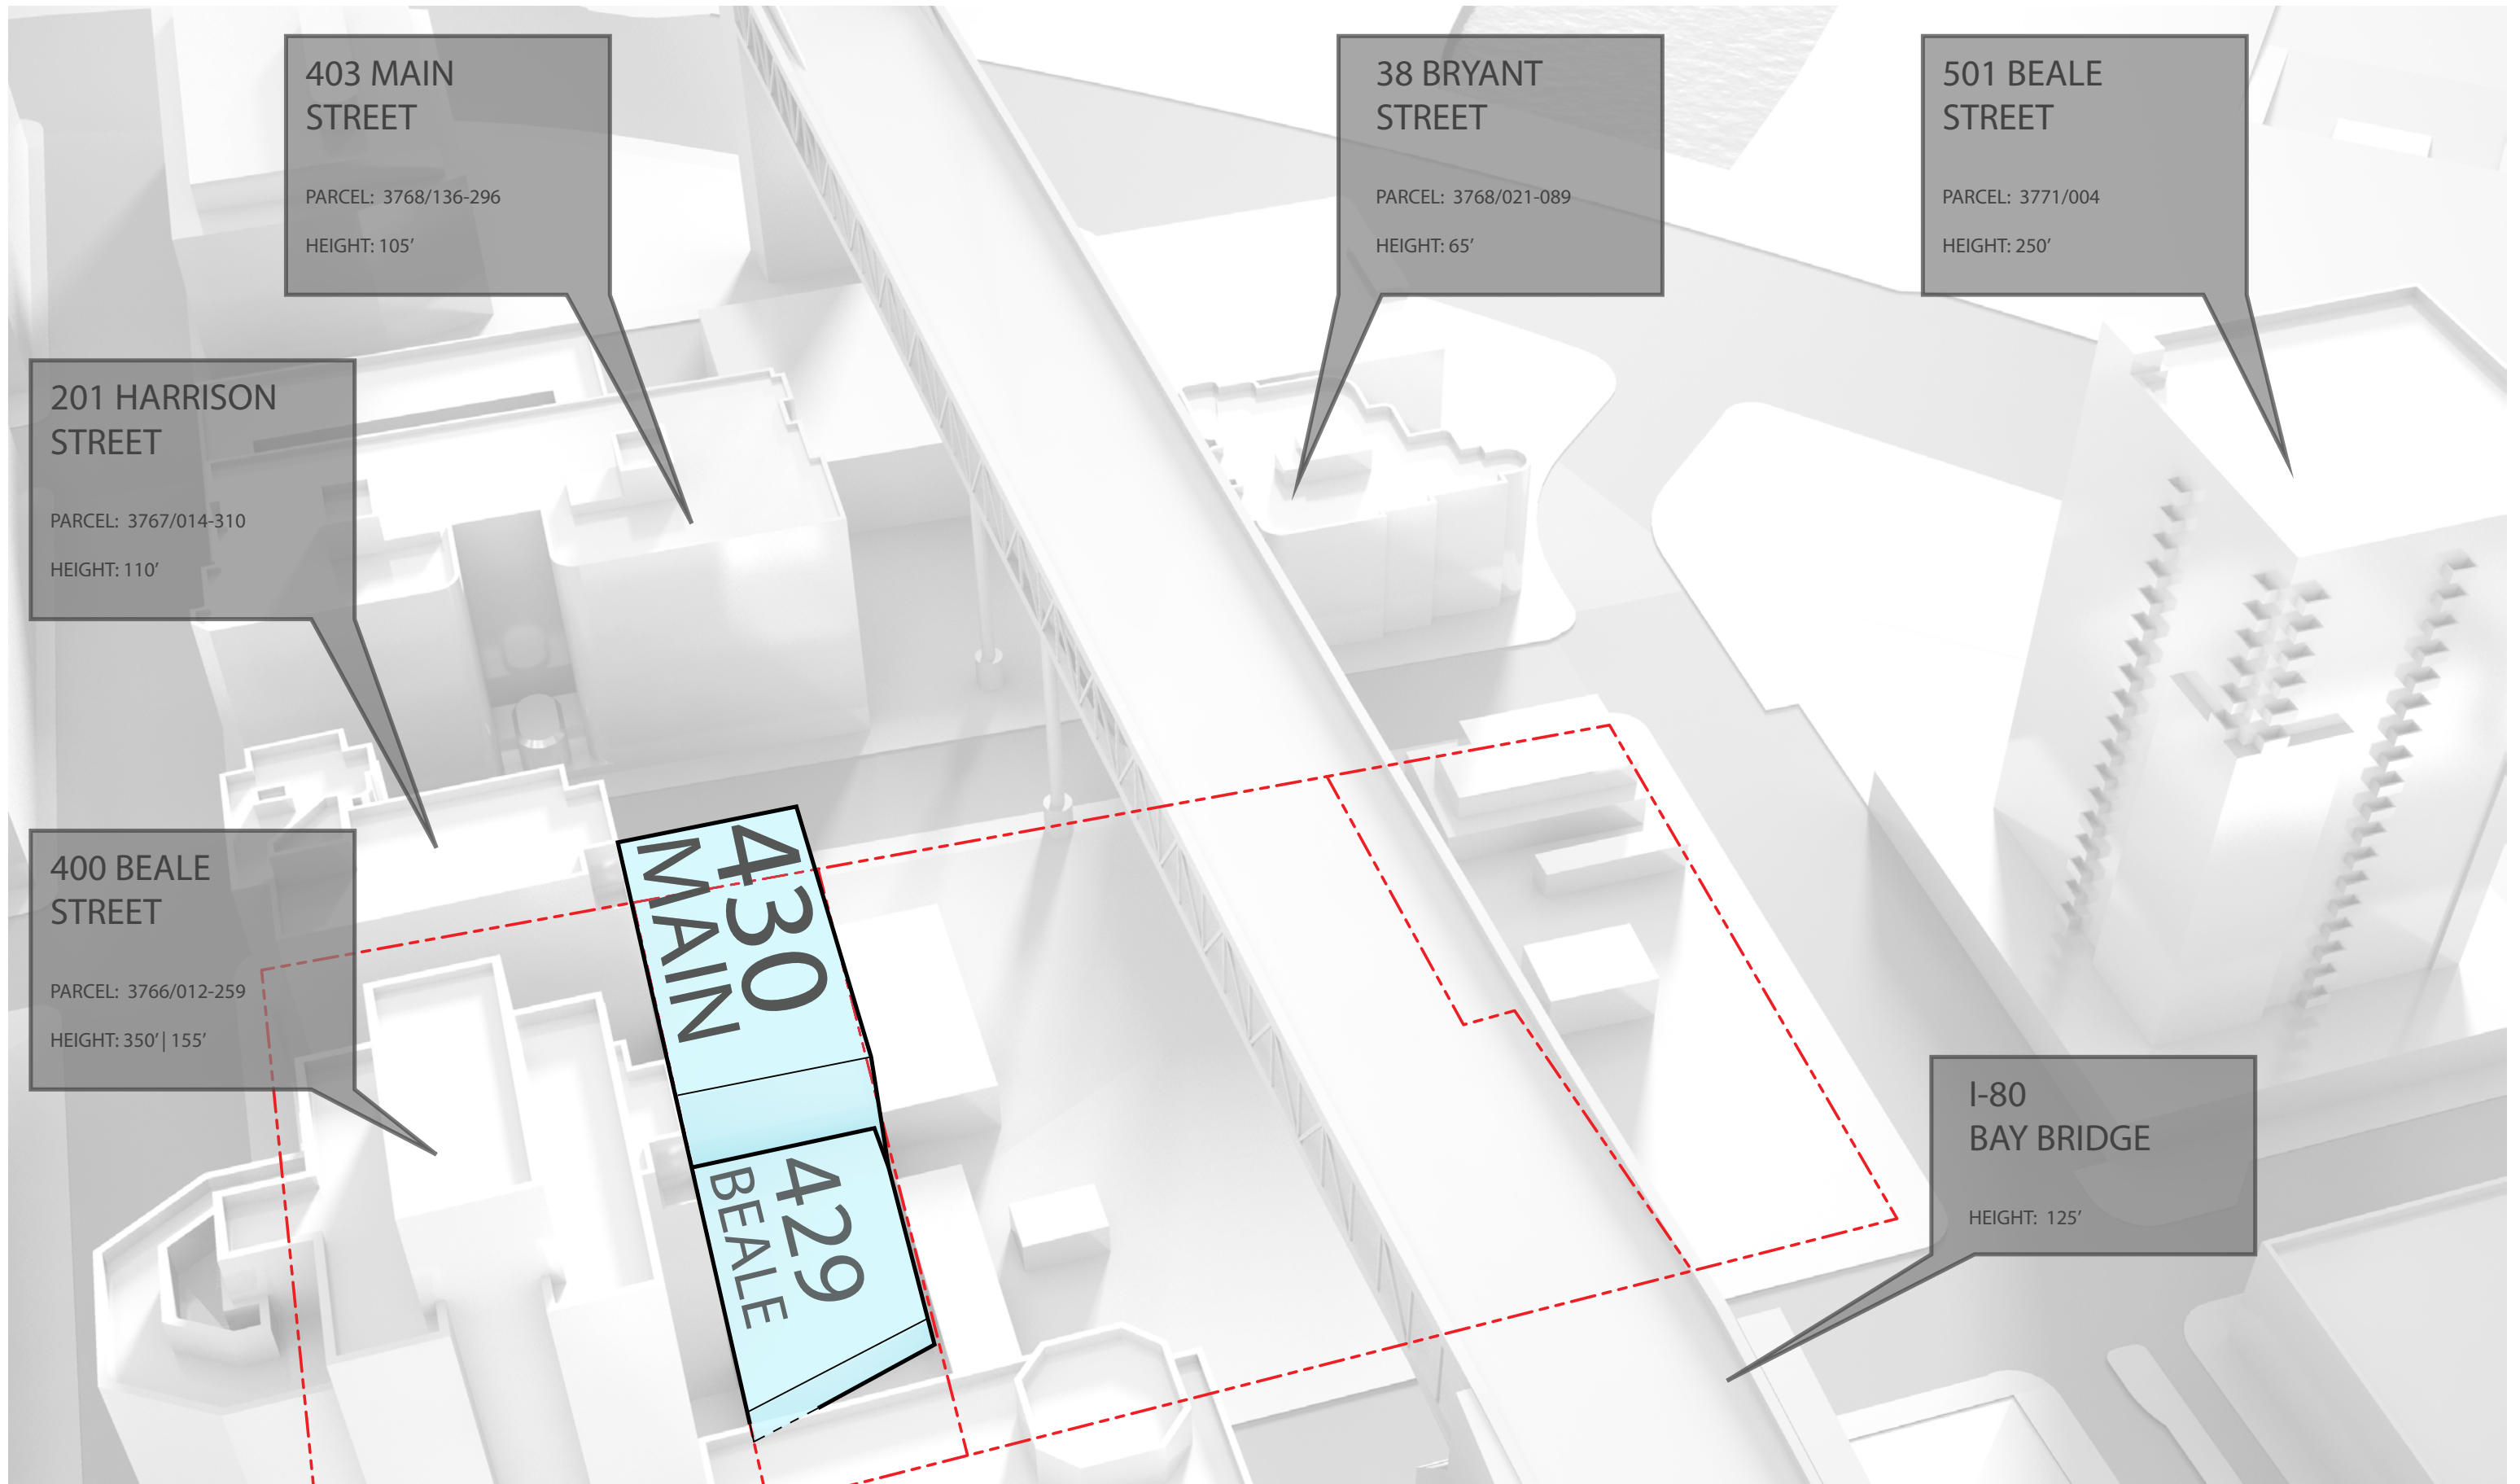 403 MAIN
STREET
PARCEL: 3768/136-296
HEIGHT: 105’
38 BRYANT
STREET
PARCEL: 3768/021-089
HEIGHT: 65’
501 BEALE
STREET
PARCEL: 3771/004
HEIGHT: 250’
201 HARRISON
STREET
PARCEL: 3767/014-310
HEIGHT: 110’
400 BEALE
STREET
PARCEL: 3766/012-259
HEIGHT: 350’| 155’
430
MAIN
429
BEALE
I-80
BAY BRIDGE
HEIGHT: 125’